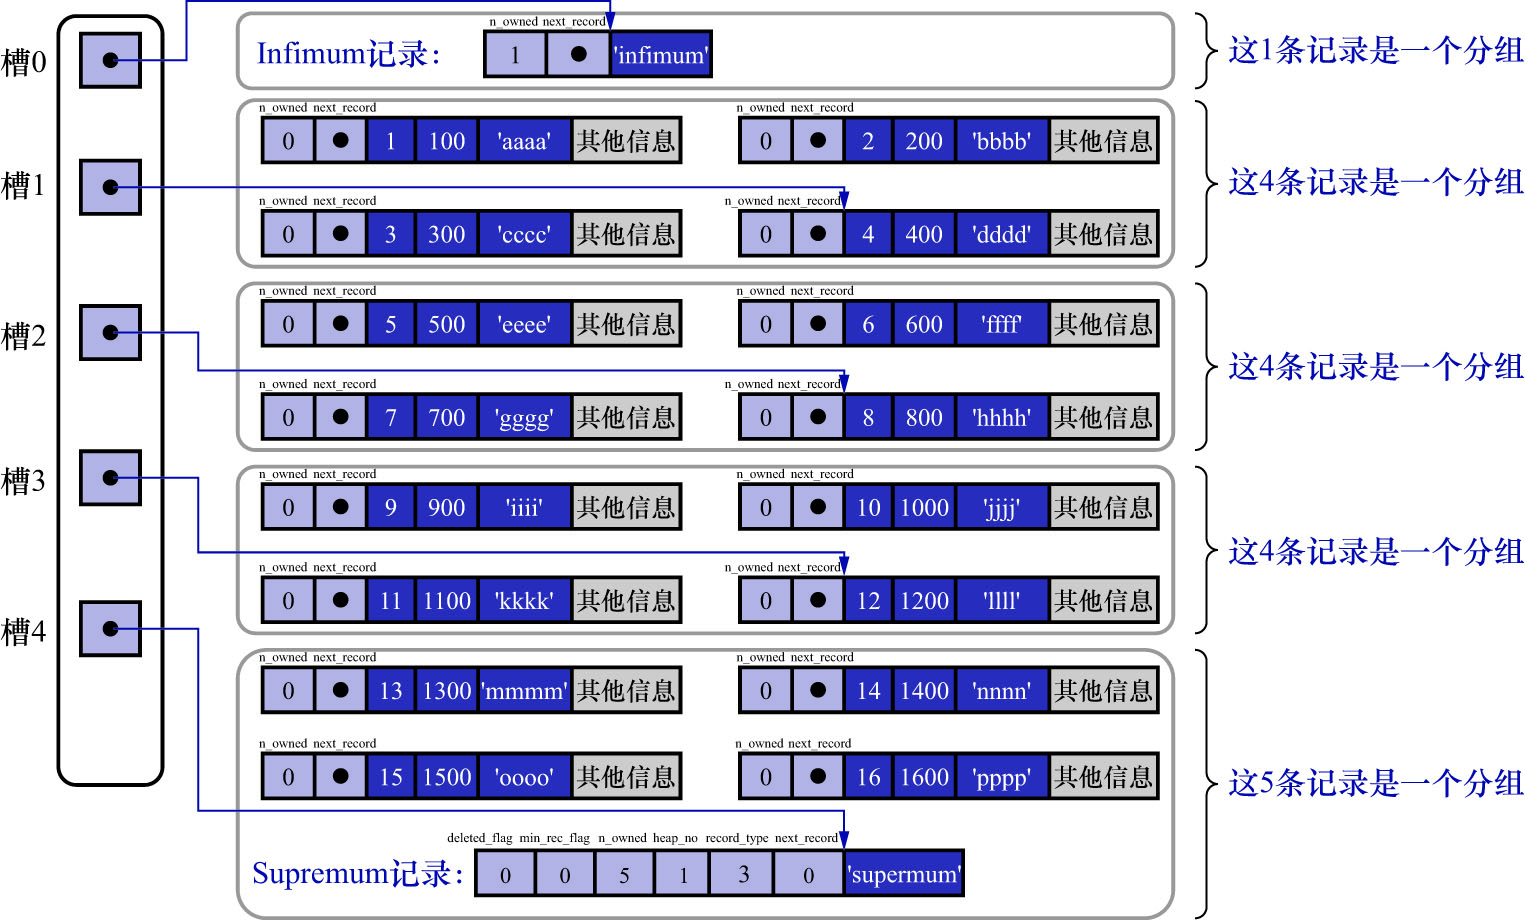 槽0
n_owned next_record
Infimum记录：
1 'infimum'
这1条记录是一个分组
n_owned next_record n_owned next_record
0 1 100 'aaaa' 其他信息 0 2 200 'bbbb' 其他信息
槽1
这4条记录是一个分组
n_owned next_record n_owned next_record
0 3 300 'cccc' 其他信息 0 4 400 'dddd' 其他信息
n_owned next_record n_owned next_record
0 5 500 'eeee' 其他信息 0 6 600 'ffff' 其他信息
槽2
这4条记录是一个分组
n_owned next_record n_owned next_record
0 7 700 'gggg' 其他信息 0 8 800 'hhhh' 其他信息
n_owned next_record n_owned next_record
槽3
0 9 900 'iiii' 其他信息 0 10 1000 'jjjj' 其他信息
这4条记录是一个分组
n_owned next_record n_owned next_record
0 11 1100 'kkkk' 其他信息 0 12 1200 'llll' 其他信息
槽4
n_owned next_record n_owned next_record
0 13 1300 'mmmm' 其他信息 0 14 1400 'nnnn' 其他信息
n_owned next_record n_owned next_record
0 15 1500 'oooo' 其他信息 0 16 1600 'pppp' 其他信息
这5条记录是一个分组
deleted_flag min_rec_flag n_owned heap_no record_type next_record
Supremum记录：
0 0 5 1 3 0 'supermum'